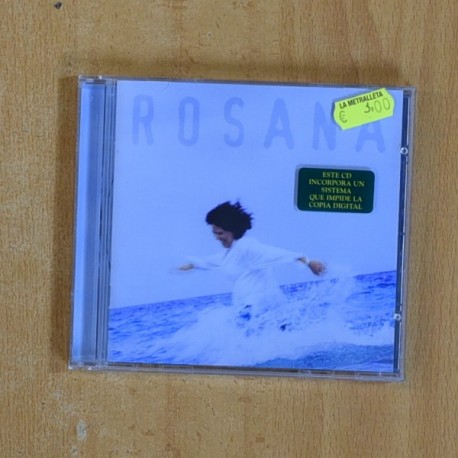 ROSANA
LA METRALLETA
€ 3,00
ESTE CD
INCORPORA UN
SISTEMA
QUE IMPIDE LA
COPIA DIGITAL